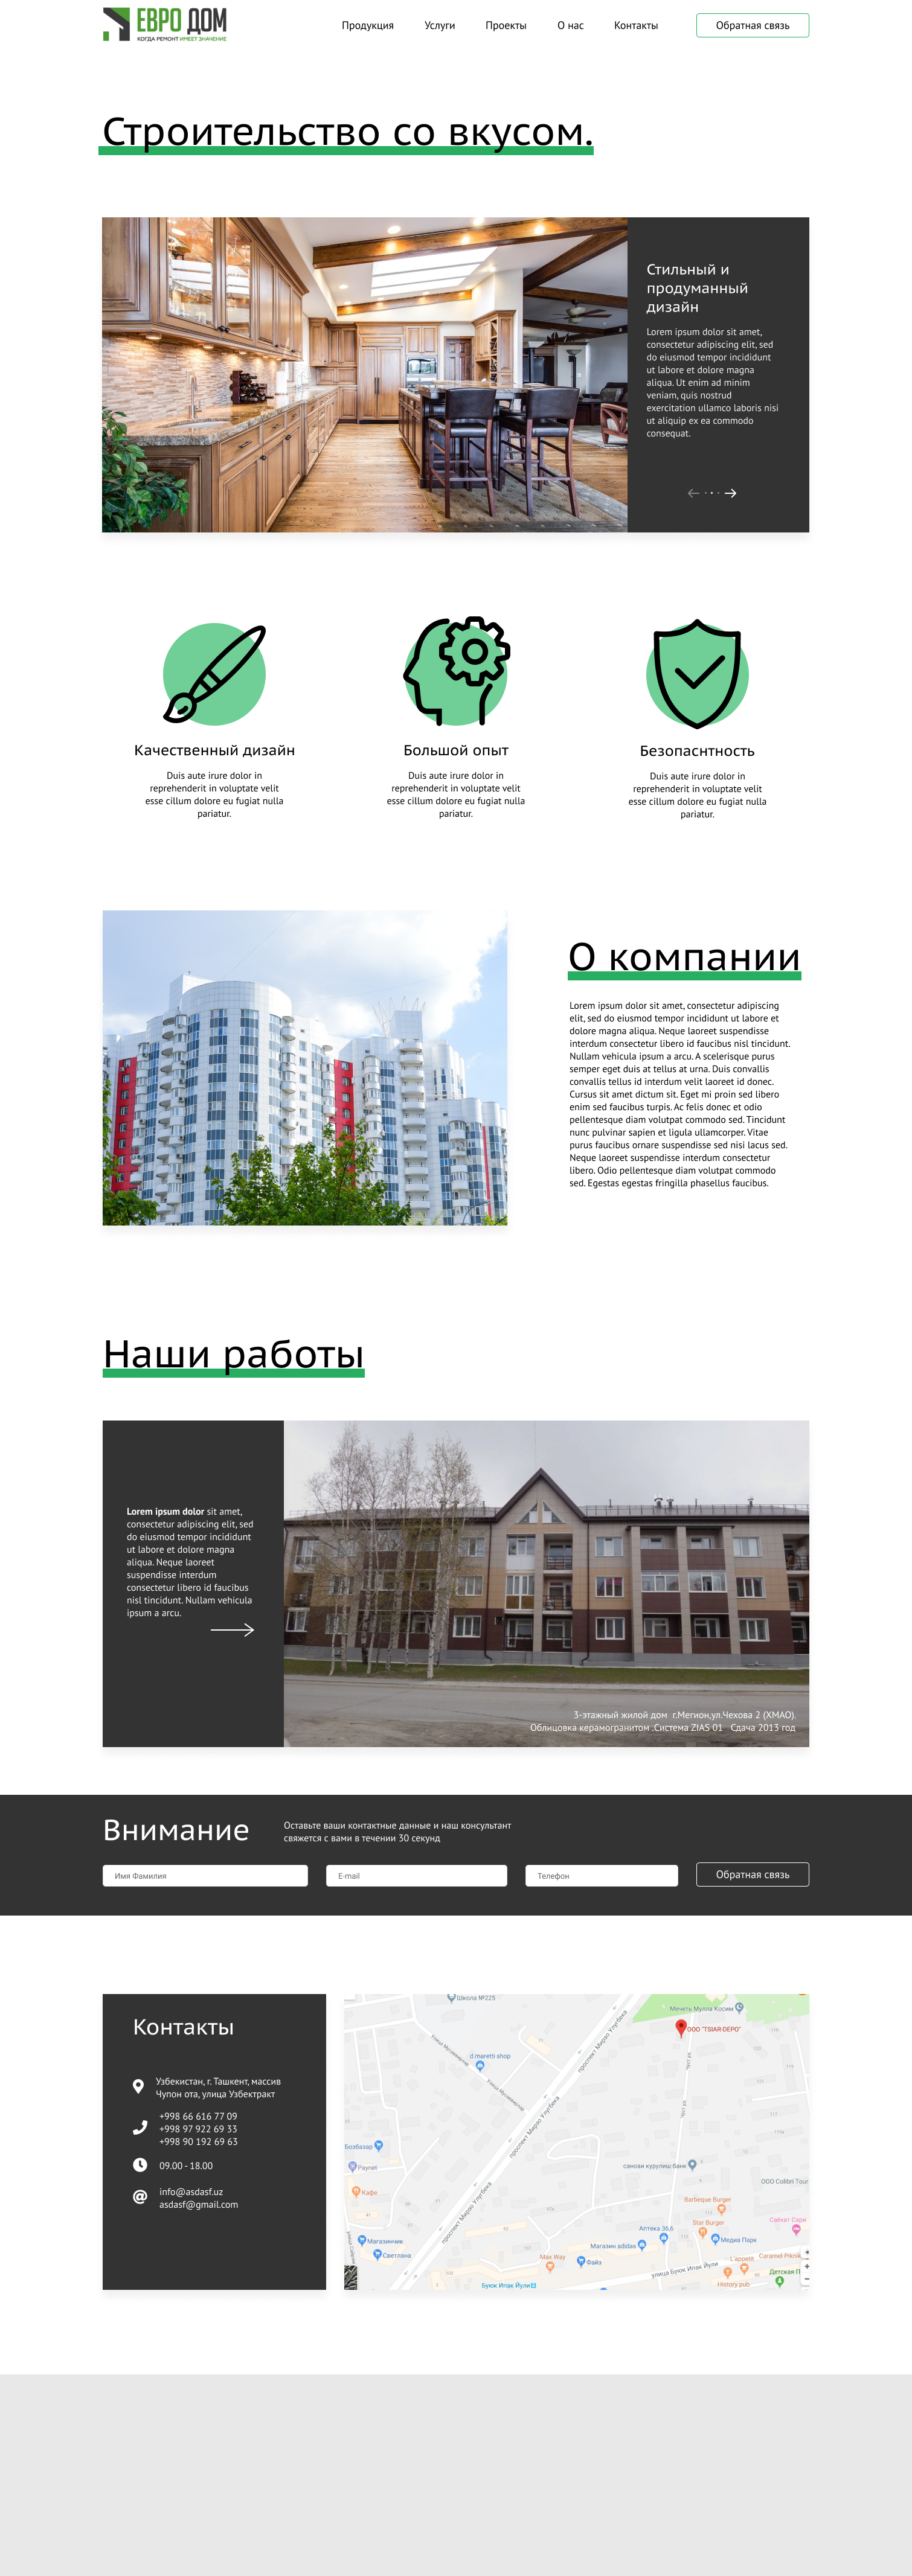 ЕВРО ДОМ
КОГДА РЕМОНТ ИМЕЕТ ЗНАЧЕНИЕ
Продукция
Услуги
Проекты
О нас
Контакты
Обратная связь
Строительство со вкусом.
Стильный и
продуманный
дизайн
Lorem ipsum dolor sit amet,
consectetur adipiscing elit, sed
do eiusmod tempor incididunt
ut labore et dolore magna
aliqua. Ut enim ad minim
veniam, quis nostrud
exercitation ullamco laboris nisi
ut aliquip ex ea commodo
consequat.
Качественный дизайн
Duis aute irure dolor in
reprehenderit in voluptate velit
esse cillum dolore eu fugiat nulla
pariatur.
Большой опыт
Duis aute irure dolor in
reprehenderit in voluptate velit
esse cillum dolore eu fugiat nulla
pariatur.
Безопаснтность
Duis aute irure dolor in
reprehenderit in voluptate velit
esse cillum dolore eu fugiat nulla
pariatur.
О компании
Lorem ipsum dolor sit amet, consectetur adipiscing
elit, sed do eiusmod tempor incididunt ut labore et
dolore magna aliqua. Neque laoreet suspendisse
interdum consectetur libero id faucibus nisl tincidunt.
Nullam vehicula ipsum a arcu. A scelerisque purus
semper eget duis at tellus at urna. Duis convallis
convallis tellus id interdum velit laoreet id donec.
Cursus sit amet dictum sit. Eget mi proin sed libero
enim sed faucibus turpis. Ac felis donec et odio
pellentesque diam volutpat commodo sed. Tincidunt
nunc pulvinar sapien et ligula ullamcorper. Vitae
purus faucibus ornare suspendisse sed nisi lacus sed.
Neque laoreet suspendisse interdum consectetur
libero. Odio pellentesque diam volutpat commodo
sed. Egestas egestas fringilla phasellus faucibus.
Наши работы
Lorem ipsum dolor sit amet,
consectetur adipiscing elit, sed
do eiusmod tempor incididunt
ut labore et dolore magna
aliqua. Neque laoreet
suspendisse interdum
consectetur libero id faucibus
nisl tincidunt. Nullam vehicula
ipsum a arcu.
3-этажный жилой дом г.Мегион,ул.Чехова 2 (ХМАО).
Облицовка керамогранитом .Система ZIAS 01 Сдача 2013 год
Внимание
Оставьте ваши контактные данные и наш консультант
свяжется с вами в течении 30 секунд
Имя Фамилия
E-mail
Телефон
Обратная связь
Контакты
Узбекистан, г. Ташкент, массив
Чупон ота, улица Узбектракт
+998 66 616 77 09
+998 97 922 69 33
+998 90 192 69 63
09.00 - 18.00
info@asdasf.uz
asdasf@gmail.com
Школа №225
Мечеть Мулла Косим
ООО "TSIAR-DEPO"
d.maretti shop
проспект Мирзо Улугбека
проспект Мирзо Улугбека
проспект Мирзо Улугбека
Бозбазар
Paynet
Кафе
саноан курулиш банк
ООО Colibri Tour
Barbeque Burger
Star Burger
Сайхат Сари
Аптека 36,6
Магазин adidas
Медиа Парк
Магазинчик
Светлана
Max Way
Файз
L'appetit
Caramel Piknik
улица Буюк Ипак Йули
Буюк Ипак Йули
History pub
Детская П